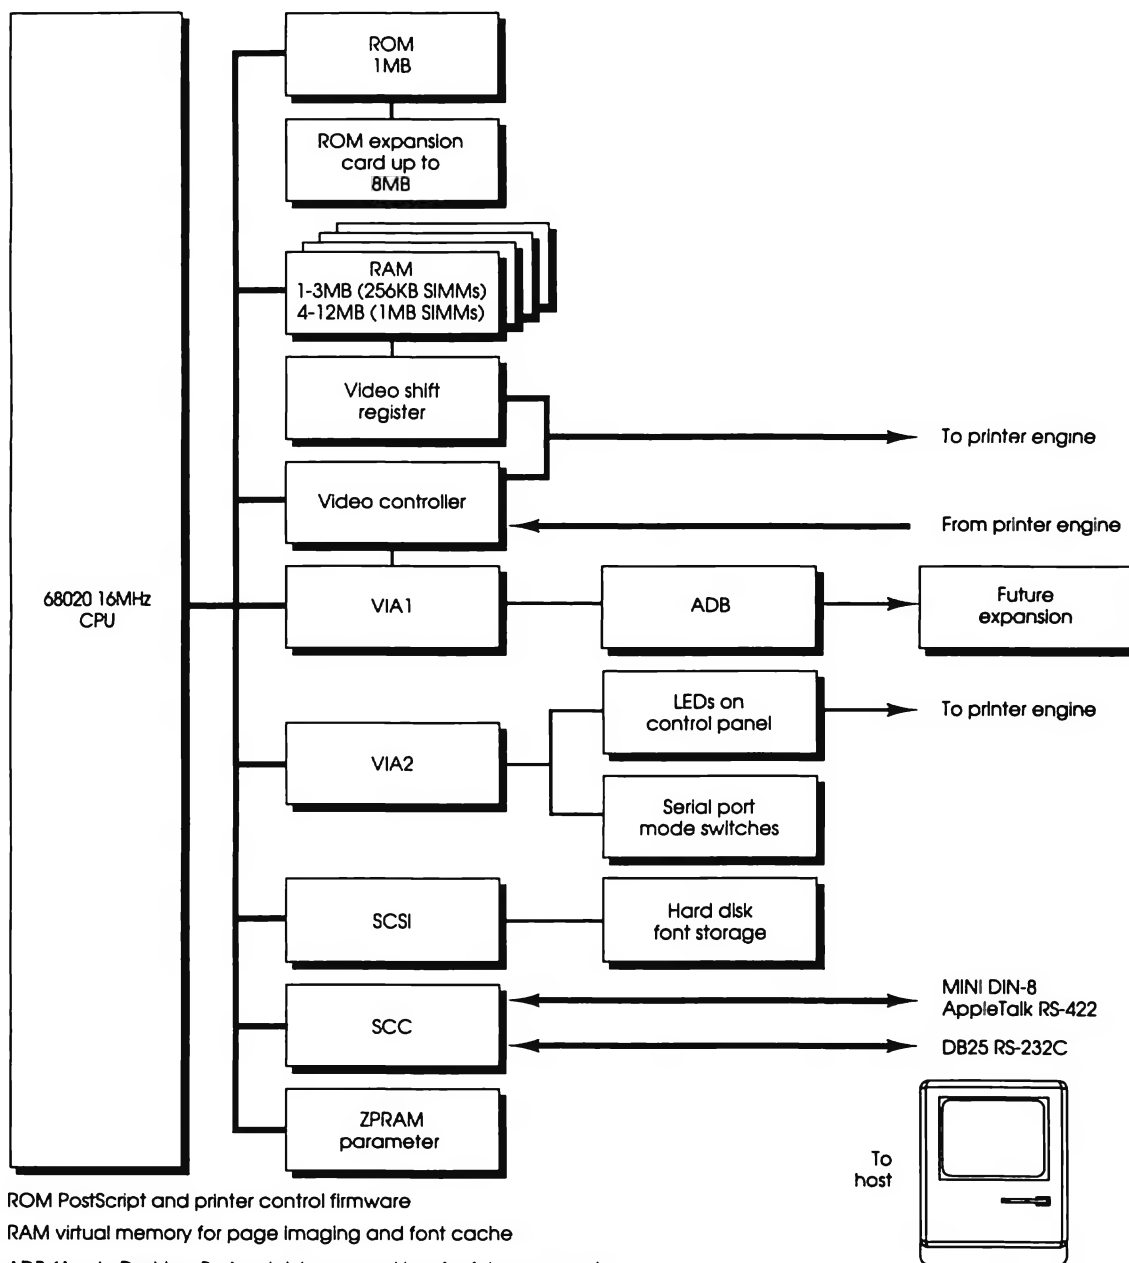 ROM
1MB
ROM expansion
card up to
8MB
RAM
1-3MB (256KB SIMMs)
4-12MB (1MB SIMMs)
Video shift
register
To printer engine
Video controller
From printer engine
68020 16MHz
CPU
VIA1
ADB
Future
expansion
LEDs on
control panel
To printer engine
VIA2
Serial port
mode switches
SCSI
Hard disk
font storage
SCC
MINI DIN-8
AppleTalk RS-422
DB25 RS-232C
ZPRAM
parameter
To
host
ROM PostScript and printer control firmware
RAM virtual memory for page imaging and font cache